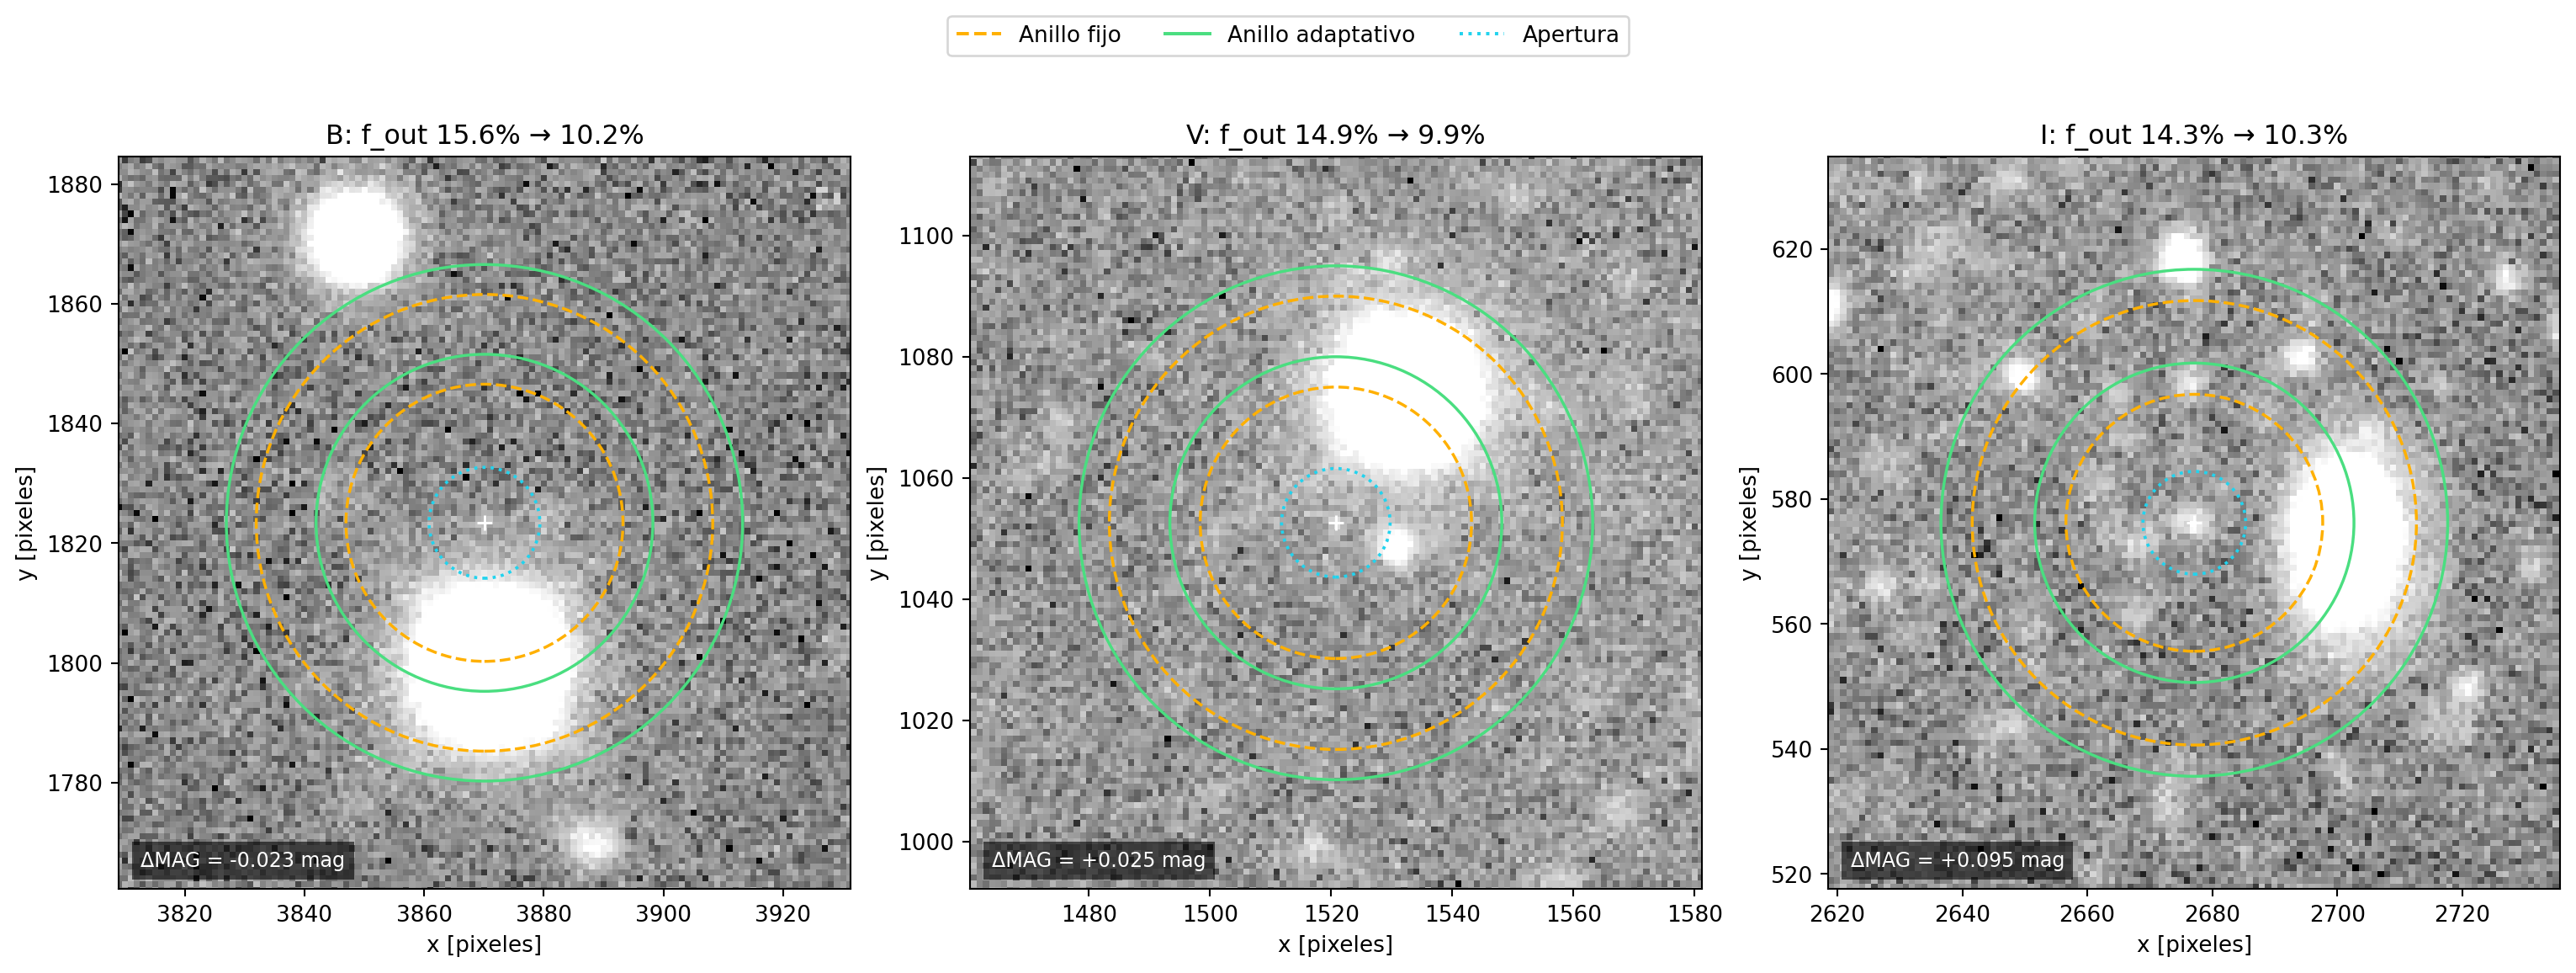 Anillo fijo Anillo adaptativo Apertura
B: f_out 15.6% → 10.2%
1880
1860
1840
1820
1800
1780
y [pixeles]
ΔMAG = -0.023 mag
3820 3840 3860 3880 3900 3920
x [pixeles]
V: f_out 14.9% → 9.9%
1100
1080
1060
1040
1020
1000
y [pixeles]
ΔMAG = +0.025 mag
1480 1500 1520 1540 1560 1580
x [pixeles]
I: f_out 14.3% → 10.3%
620
600
580
560
540
520
y [pixeles]
ΔMAG = +0.095 mag
2620 2640 2660 2680 2700 2720
x [pixeles]